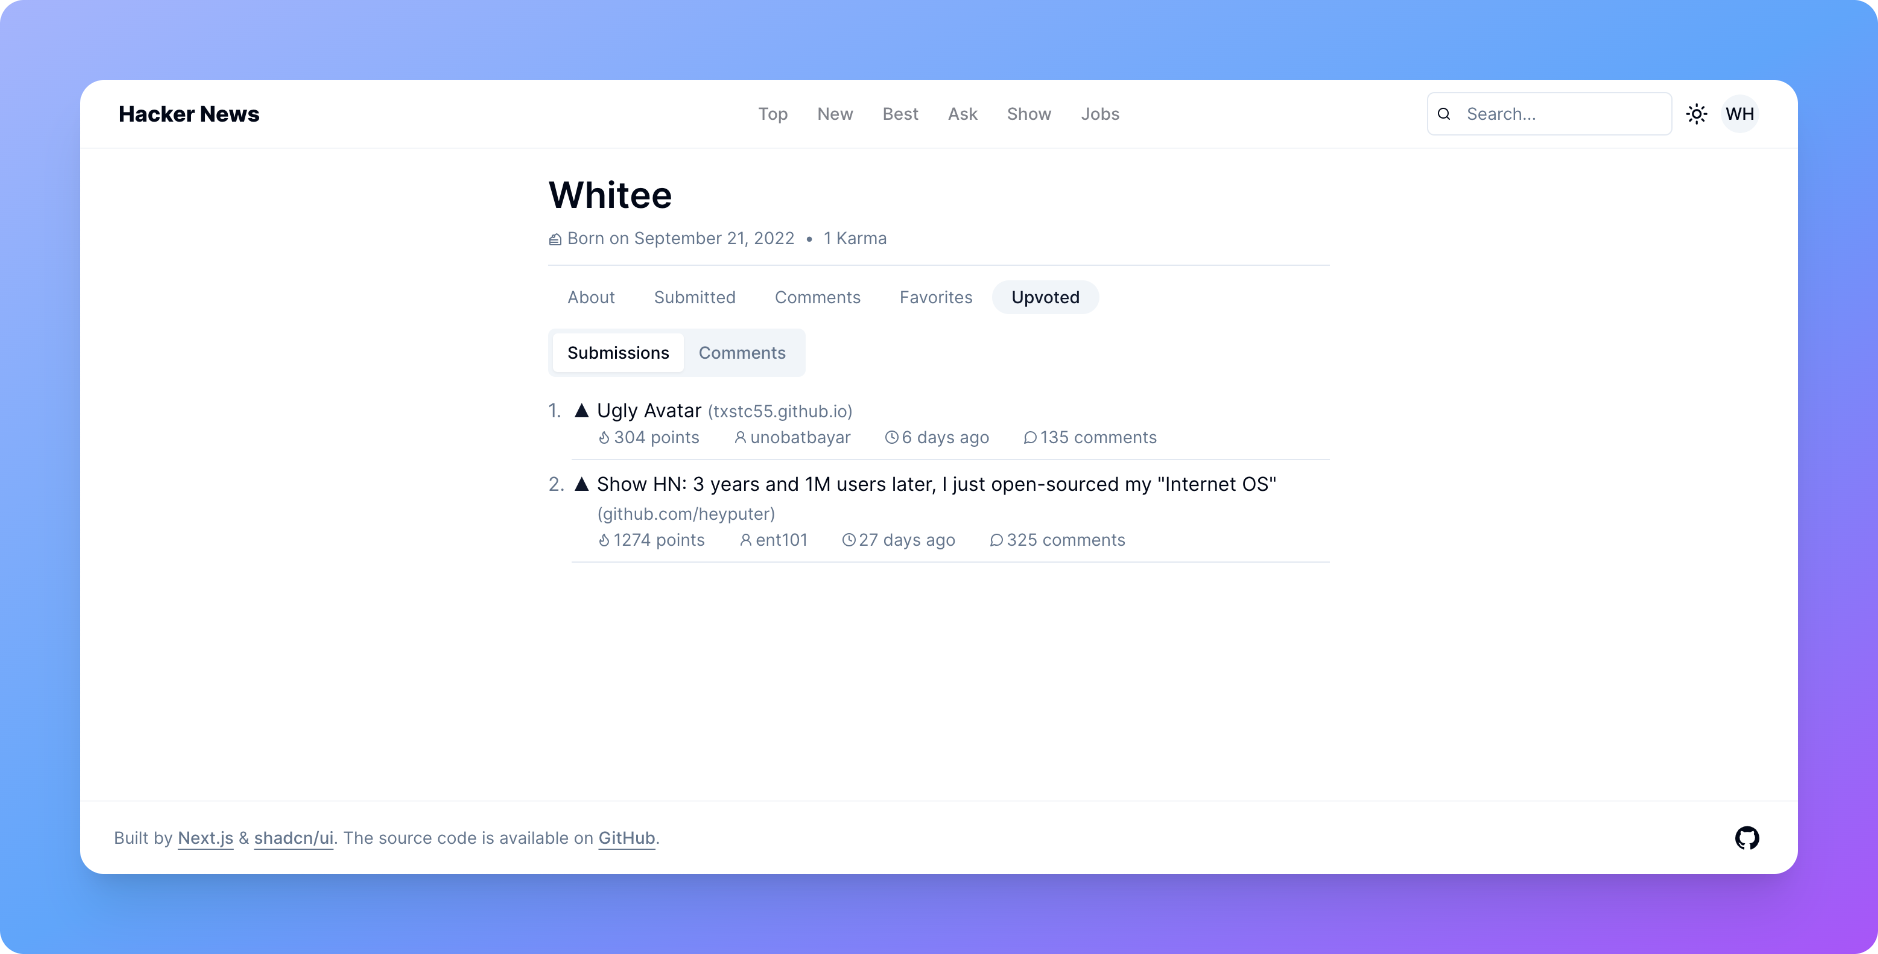 Hacker News
Top New Best Ask Show Jobs
Search...
WH
Whitee
Born on September 21, 2022 • 1 Karma
About Submitted Comments Favorites Upvoted
Submissions Comments
1. ▲ Ugly Avatar (txstc55.github.io)
304 points unobatbayar 6 days ago 135 comments
2. ▲ Show HN: 3 years and 1M users later, I just open-sourced my "Internet OS"
(github.com/heyputer)
1274 points ent101 27 days ago 325 comments
Built by Next.js & shadcn/ui. The source code is available on GitHub.